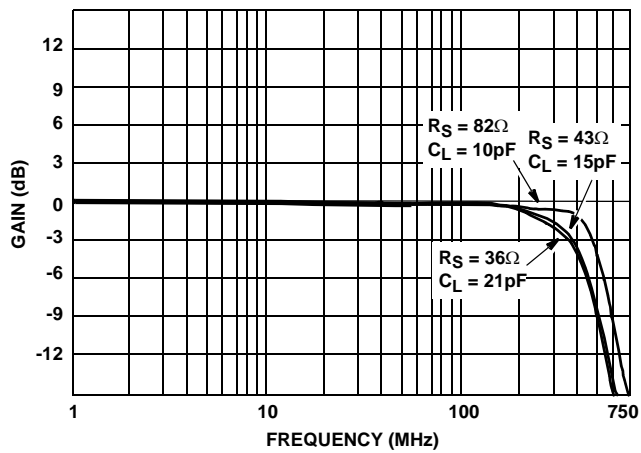 12
9
6
3
0
-3
-6
-9
-12
GAIN (dB)
RS = 82Ω
CL = 10pF
RS = 43Ω
CL = 15pF
RS = 36Ω
CL = 21pF
1
10
100
750
FREQUENCY (MHz)